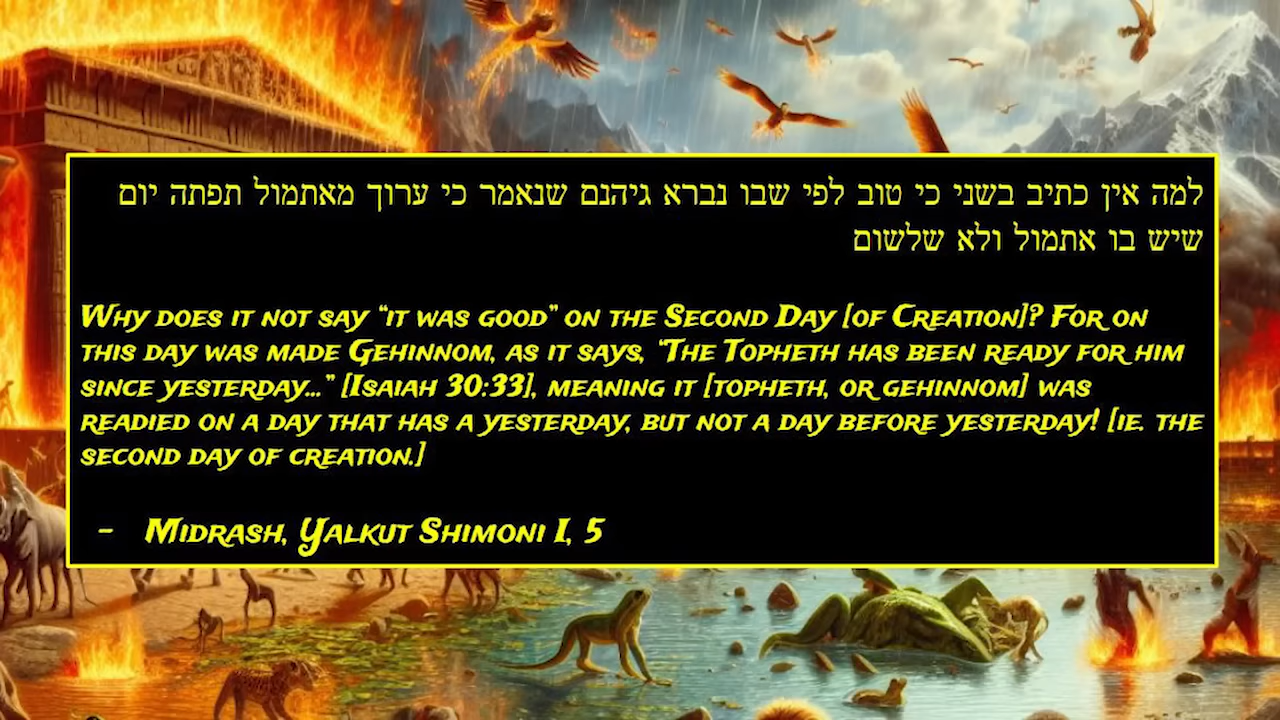 למה אין כתיב בשני כי טוב לפי שבו נברא גיהנם שנאמר כי ערוך מאתמול תפתה יום
שיש בו אתמול ולא שלשום
Why does it not say “it was good” on the Second Day [of Creation]? For on
this day was made Gehinnom, as it says, “The Topheth has been ready for him
since yesterday...” [Isaiah 30:33], meaning it [topheth, or gehinnom] was
readied on a day that has a yesterday, but not a day before yesterday! [ie. the
second day of creation.]
- Midrash, Yalkut Shimoni I, 5